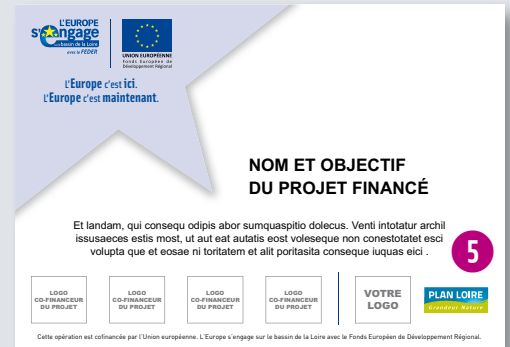 L'EUROPE
s'engage
sur le bassin de la Loire
avec le FEDER
UNION EUROPÉENNE
Fonds Européen de
Développement Régional
L'Europe c'est ici.
L'Europe c'est maintenant.
NOM ET OBJECTIF
DU PROJET FINANCÉ
Et landam, qui consequ odipis abor sumquaspitio dolecus. Venti intotatur archil
issusaeces estis most, ut aut eat autatis eost voleseque non conestotatet esci
volupta que et eosae ni toritatem et alit poritasita conseque iuquas eici .
5
LOGO
CO-FINANCEUR
DU PROJET
LOGO
CO-FINANCEUR
DU PROJET
LOGO
CO-FINANCEUR
DU PROJET
LOGO
CO-FINANCEUR
DU PROJET
VOTRE
LOGO
PLAN LOIRE
Grandeur Nature
Cette opération est cofinancée par l'Union européenne. L'Europe s'engage sur le bassin de la Loire avec le Fonds Européen de Développement Régional.